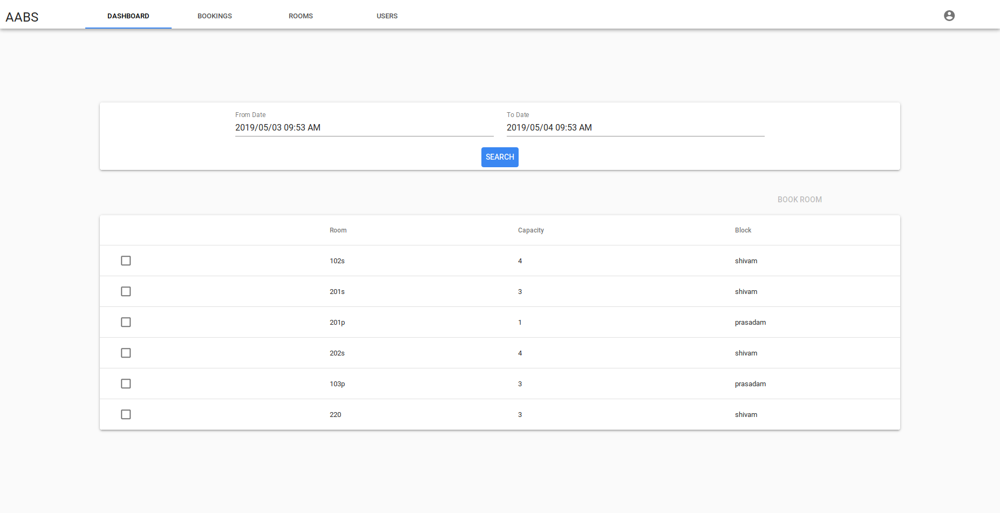 AABS DASHBOARD BOOKINGS ROOMS USERS
From Date To Date
2019/05/03 09:53 AM 2019/05/04 09:53 AM
SEARCH
BOOK ROOM
Room Capacity Block
102s 4 shivam
201s 3 shivam
201p 1 prasadam
202s 4 shivam
103p 3 prasadam
220 3 shivam